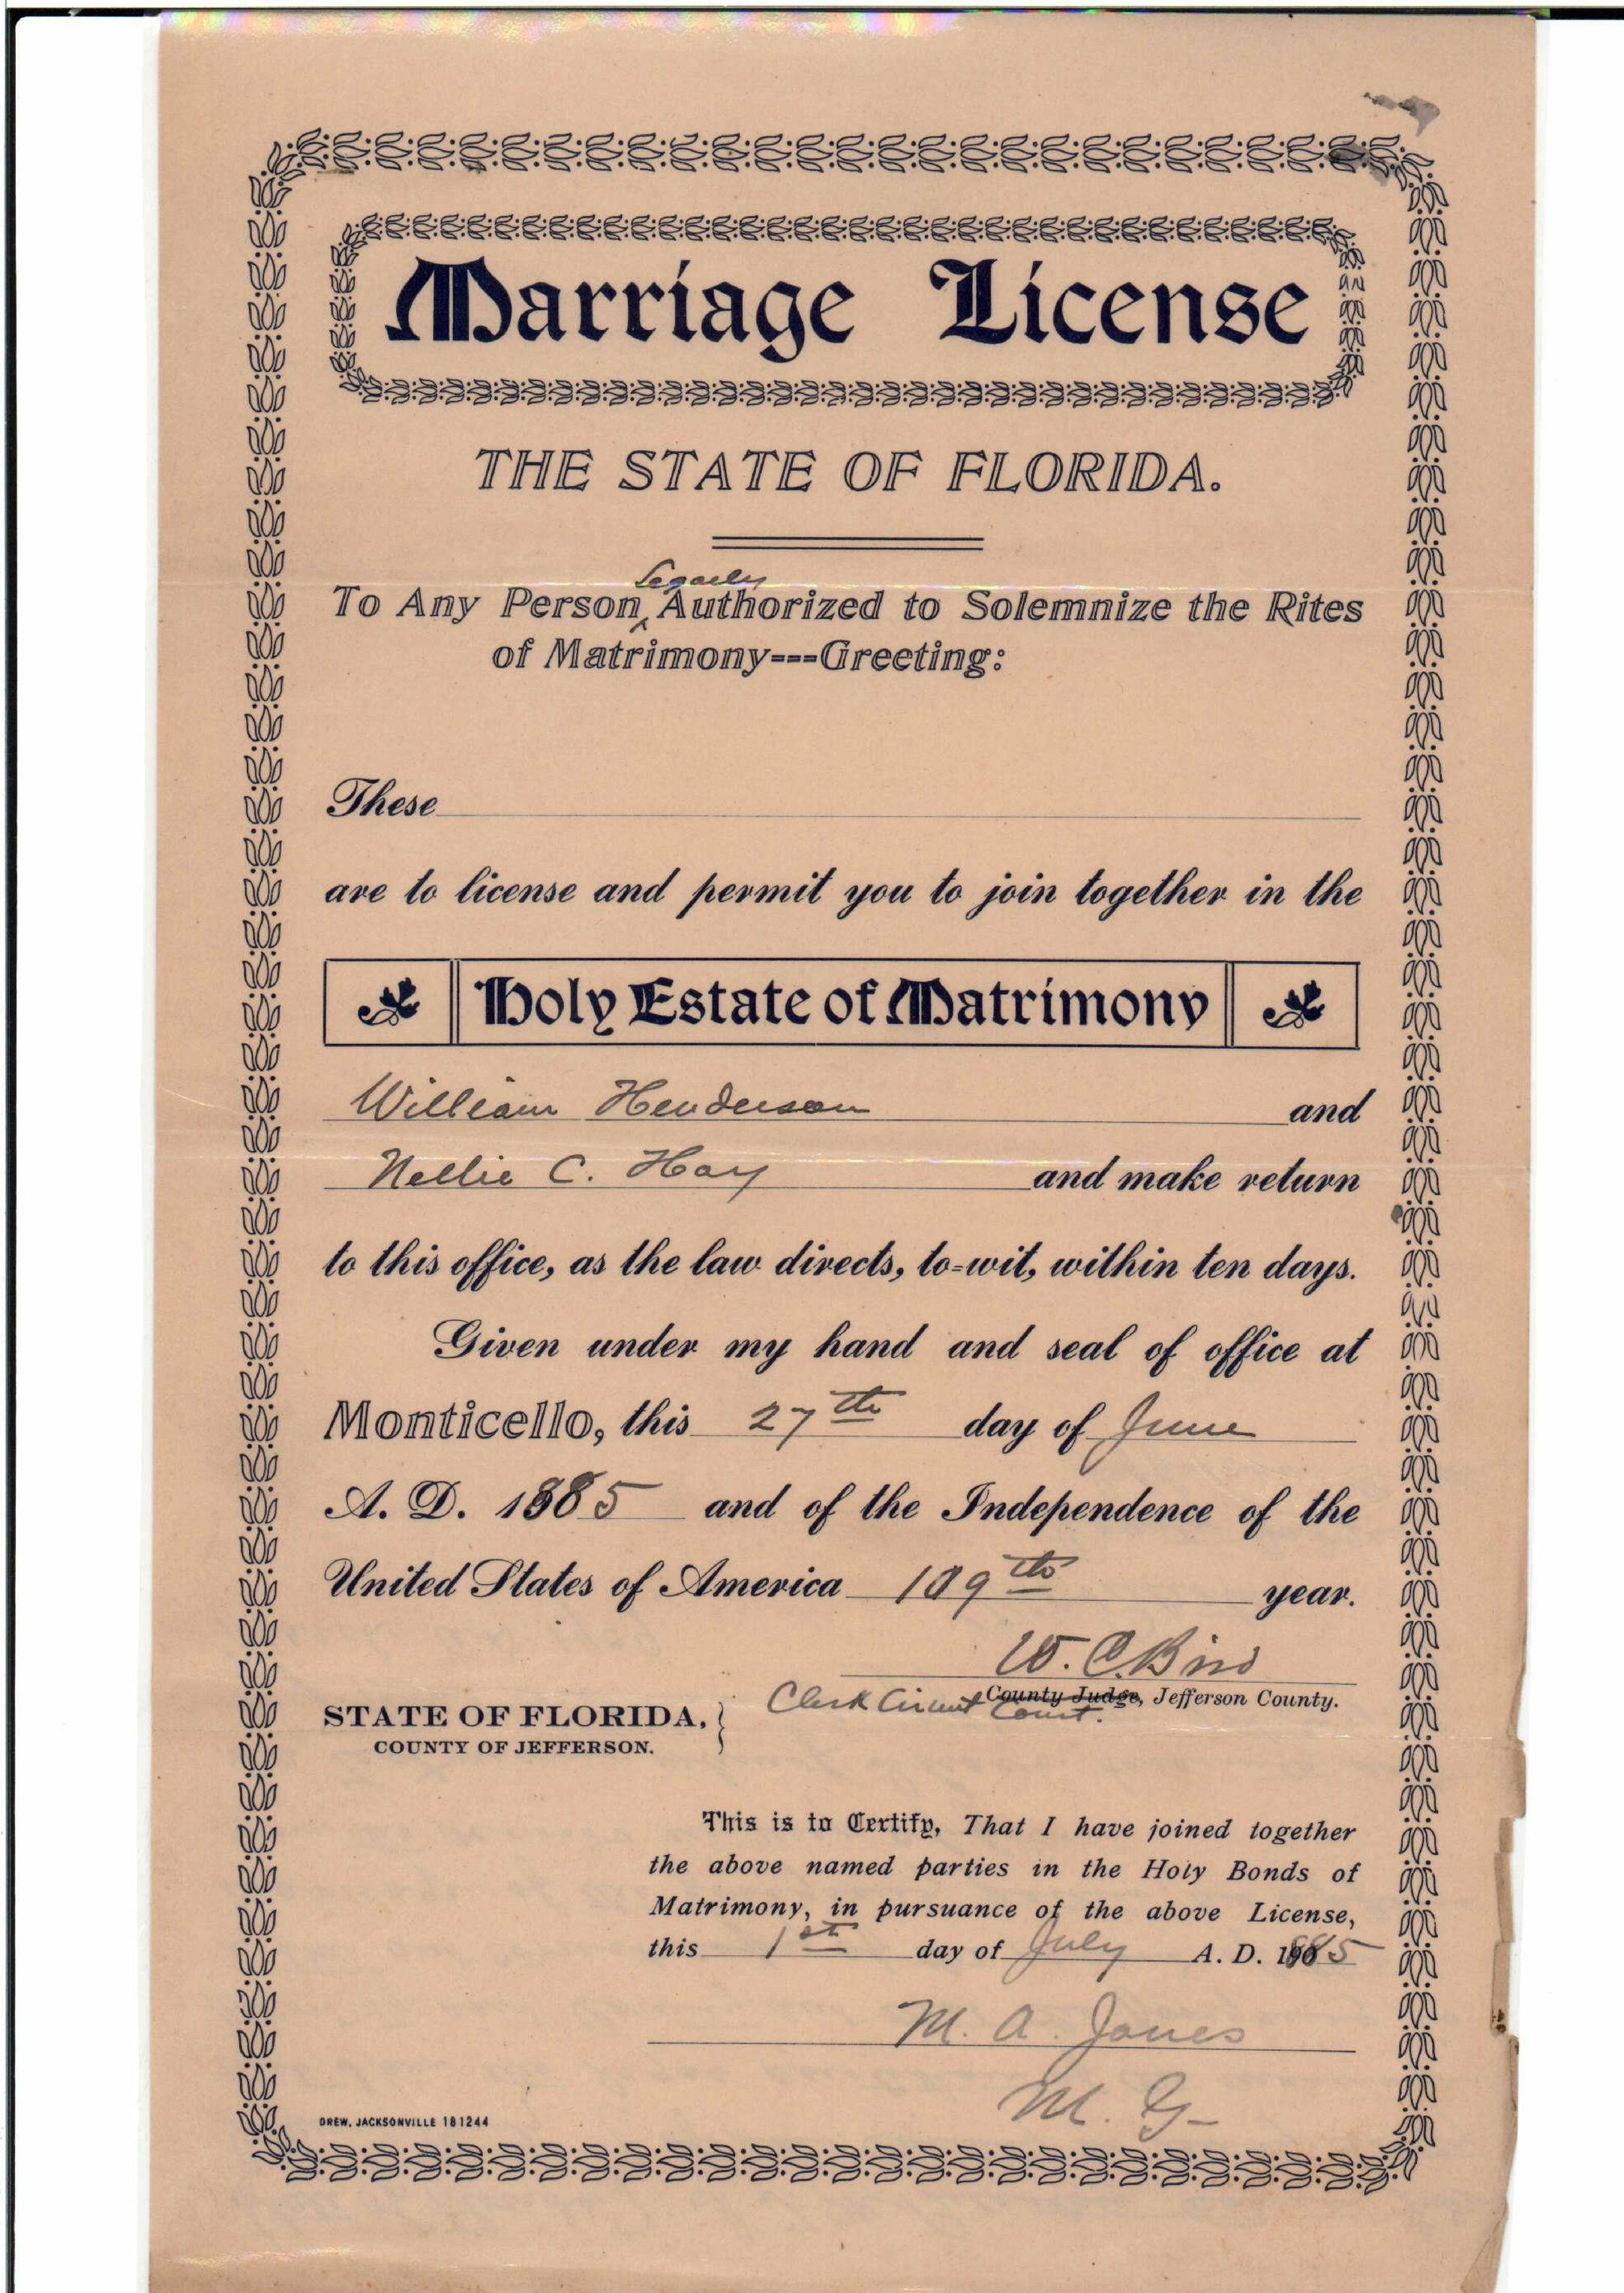 Marriage License
THE STATE OF FLORIDA.
Legally
To Any Person ^ Authorized to Solemnize the Rites
of Matrimony---Greeting:
These
are to license and permit you to join together in the
Holy Estate of Matrimony
William Henderson and
Nellie C. Hay and make return
to this office, as the law directs, to-wit, within ten days.
Given under my hand and seal of office at
Monticello, this 27th day of June
A. D. 1885 and of the Independence of the
United States of America 109th year.
W. C. Bird
Clerk Circuit Court. County Judge, Jefferson County.
STATE OF FLORIDA, }
COUNTY OF JEFFERSON.
This is to Certify, That I have joined together
the above named parties in the Holy Bonds of
Matrimony, in pursuance of the above License,
this 1st day of July A. D. 1885
M. A. Jones
M. G.
DREW, JACKSONVILLE 181244